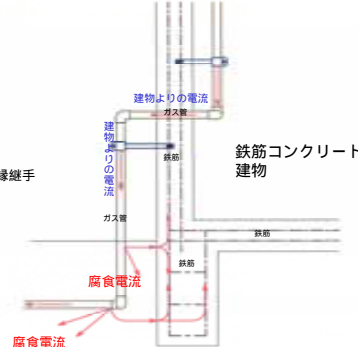 建物よりの電流
ガス管
建物よりの電流
鉄筋
鉄筋コンクリート
建物
縁継手
ガス管
鉄筋
鉄筋
腐食電流
腐食電流